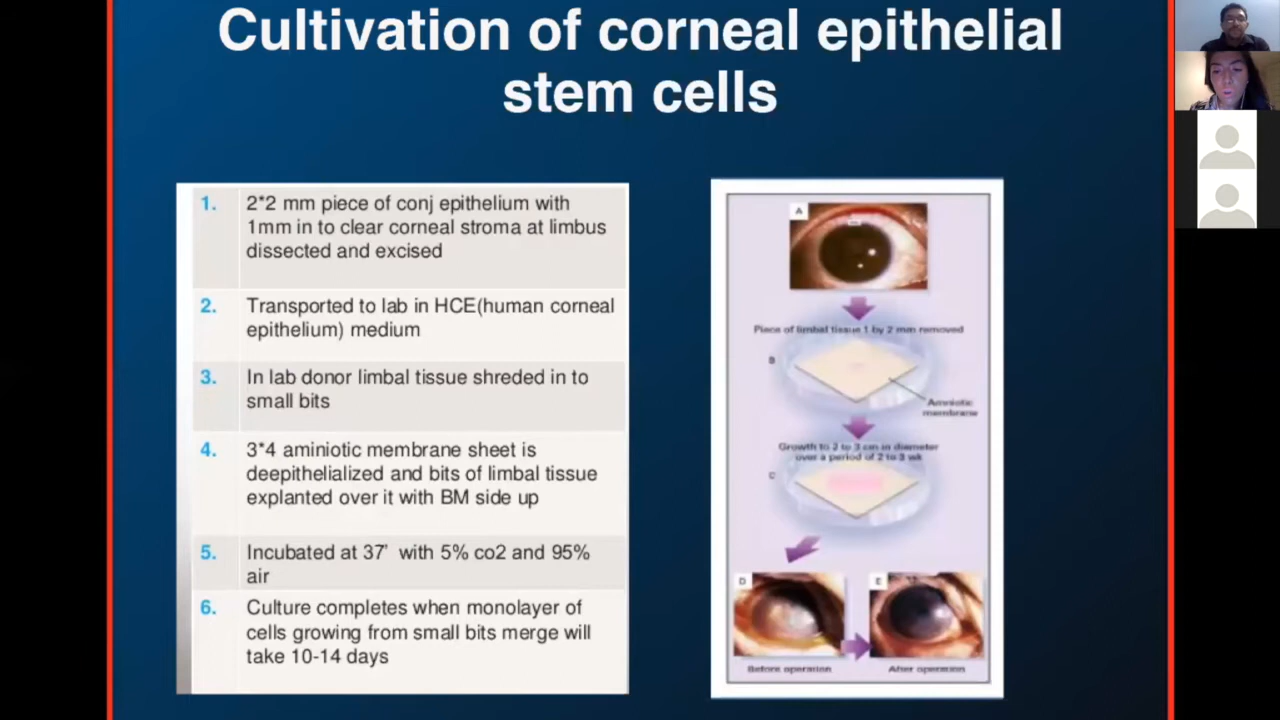 Cultivation of corneal epithelial
stem cells
1. 2*2 mm piece of conj epithelium with
1mm in to clear corneal stroma at limbus
dissected and excised
2. Transported to lab in HCE(human corneal
epithelium) medium
3. In lab donor limbal tissue shreded in to
small bits
4. 3*4 aminiotic membrane sheet is
deepithelialized and bits of limbal tissue
explanted over it with BM side up
5. Incubated at 37' with 5% co2 and 95%
air
6. Culture completes when monolayer of
cells growing from small bits merge will
take 10-14 days
A
Piece of limbal tissue 1 by 2 mm removed
B
Amniotic
membrane
Growth to 2 to 3 cm in diameter
over a period of 2 to 3 wk
C
D
E
Before operation
After operation